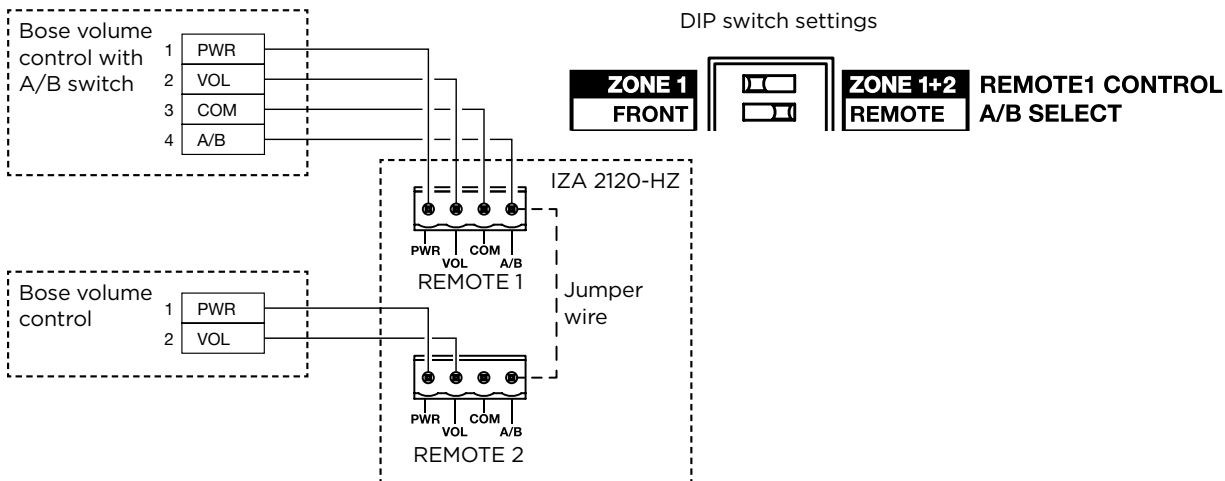 Bose volume
control with
A/B switch
1 PWR
2 VOL
3 COM
4 A/B
DIP switch settings
ZONE 1 ZONE 1+2 REMOTE1 CONTROL
FRONT REMOTE A/B SELECT
IZA 2120-HZ
PWR VOL COM A/B
REMOTE 1
Jumper
wire
Bose volume
control
1 PWR
2 VOL
PWR VOL COM A/B
REMOTE 2